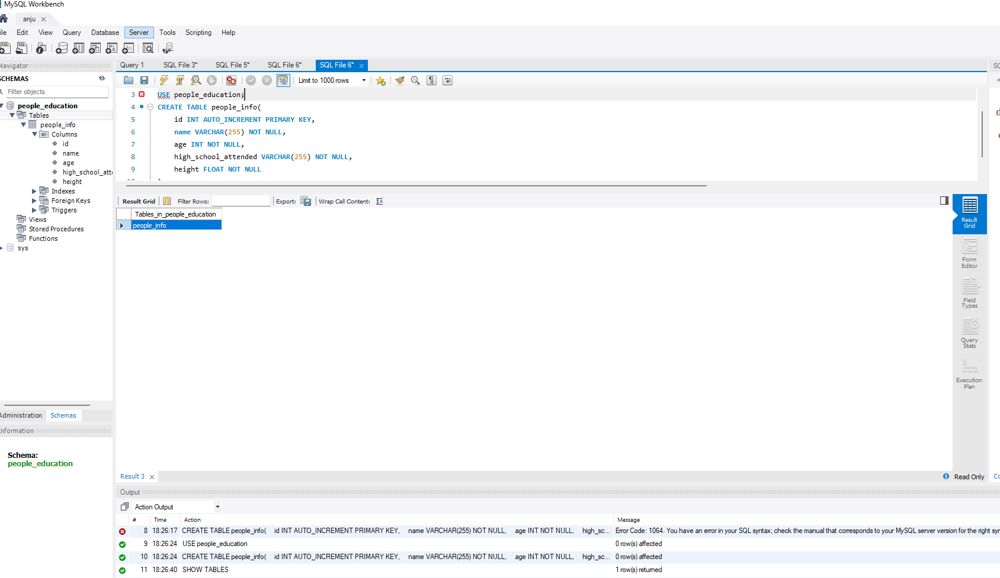 MySQL Workbench
anju
ile Edit View Query Database Server Tools Scripting Help
Navigator
SCHEMAS
Filter objects
people_education
Tables
people_info
Columns
id
name
age
high_school_atte
height
Indexes
Foreign Keys
Triggers
Views
Stored Procedures
Functions
sys
Administration Schemas
Information
Schema:
people_education
Query 1 SQL File 3* SQL File 5* SQL File 6* SQL File 6*
Limit to 1000 rows
3 USE people_education;
4 CREATE TABLE people_info(
5 id INT AUTO_INCREMENT PRIMARY KEY,
6 name VARCHAR(255) NOT NULL,
7 age INT NOT NULL,
8 high_school_attended VARCHAR(255) NOT NULL,
9 height FLOAT NOT NULL
Result Grid Filter Rows: Export: Wrap Cell Content:
Tables_in_people_education
people_info
Result
Grid
Form
Editor
Field
Types
Query
Stats
Execution
Plan
Result 3
Read Only
Output
Action Output
# Time Action Message
8 18:26:17 CREATE TABLE people_info( id INT AUTO_INCREMENT PRIMARY KEY, name VARCHAR(255) NOT NULL, age INT NOT NULL, high_sc... Error Code: 1064. You have an error in your SQL syntax; check the manual that corresponds to your MySQL server version for the right syn
9 18:26:24 USE people_education 0 row(s) affected
10 18:26:24 CREATE TABLE people_info( id INT AUTO_INCREMENT PRIMARY KEY, name VARCHAR(255) NOT NULL, age INT NOT NULL, high_sc... 0 row(s) affected
11 18:26:40 SHOW TABLES 1 row(s) returned